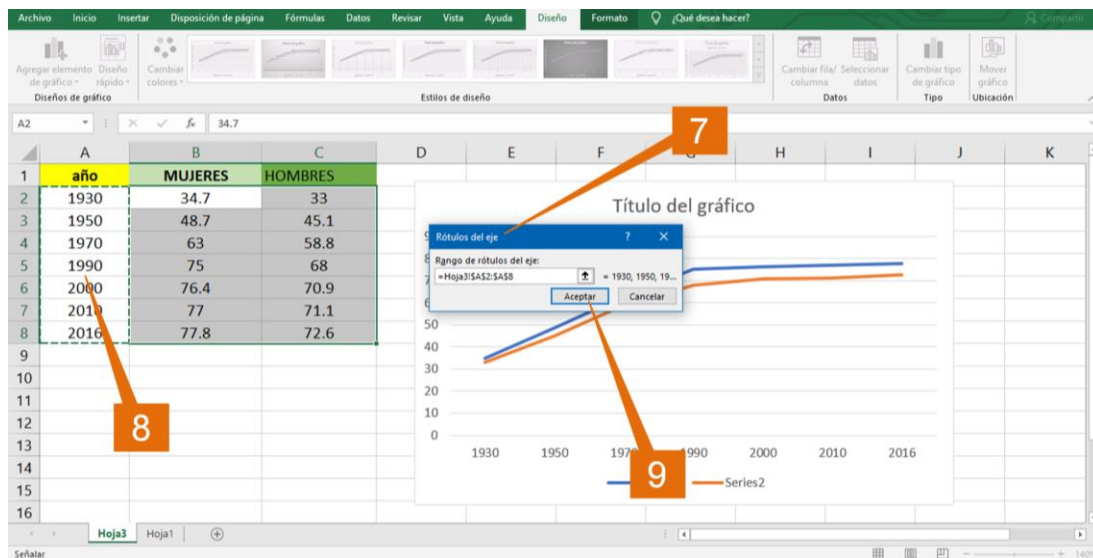 Archivo Inicio Insertar Disposición de página Fórmulas Datos Revisar Vista Ayuda Diseño Formato ¿Qué desea hacer? Compartir
Agregar elemento de gráfico
Diseño rápido
Cambiar colores
Cambiar fila/ columna
Seleccionar datos
Cambiar tipo de gráfico
Mover gráfico
Diseños de gráfico Estilos de diseño Datos Tipo Ubicación
A2 fx 34.7
7
A B C D E F H I J K
1 año MUJERES HOMBRES
2 1930 34.7 33
3 1950 48.7 45.1
4 1970 63 58.8
5 1990 75 68
6 2000 76.4 70.9
7 2010 77 71.1
8 2016 77.8 72.6
9
10
11
12
13
14
15
16
8
Título del gráfico
Rótulos del eje ? ×
Rango de rótulos del eje:
=Hoja3!$A$2:$A$8 = 1930, 1950, 19...
Aceptar Cancelar
50
40
30
20
10
0
1930 1950 1970 1990 2000 2010 2016
9
Series2
Hoja3 Hoja1
Señalar 140%